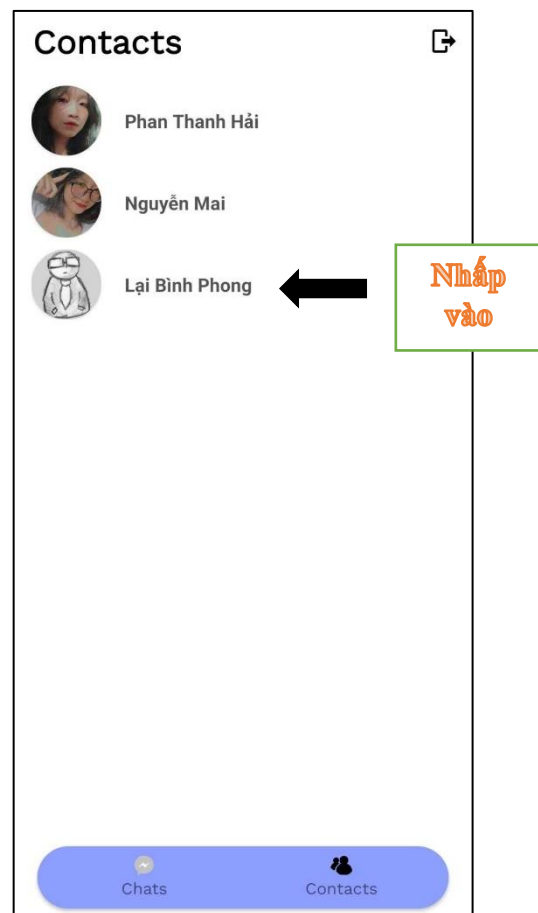 Contacts
Phan Thanh Hải
Nguyễn Mai
Lại Bình Phong
Nhấp
vào
Chats
Contacts